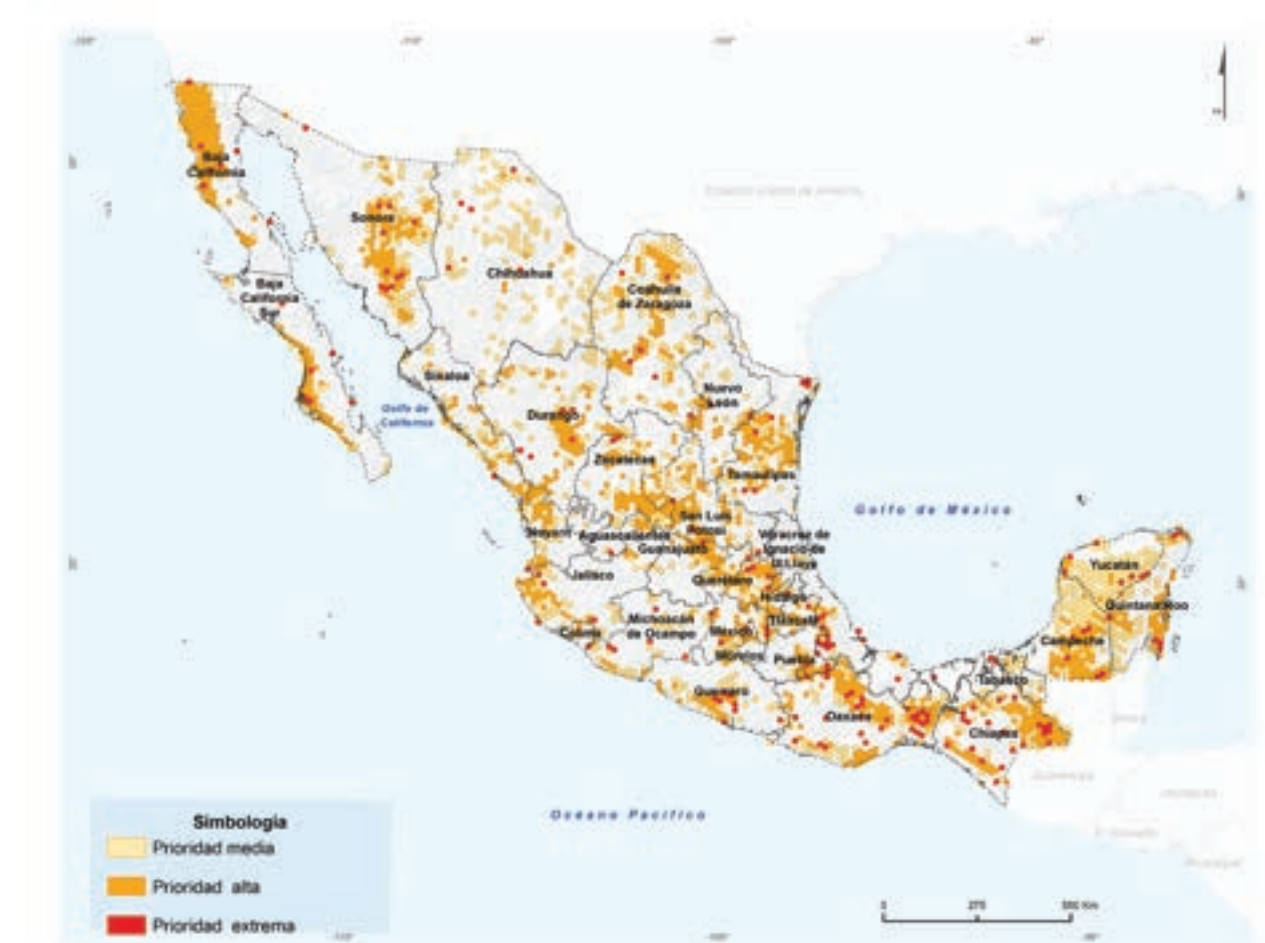 Baja
California
Sonora
Chihuahua
Coahuila
de Zaragoza
Baja
California
Sur
Sinaloa
Nuevo
León
Golfo de
California
Durango
Zacatecas
Tamaulipas
Golfo de México
San Luis
Potosí
Nayarit
Aguascalientes
Guanajuato
Veracruz de
Ignacio de
la Llave
Yucatán
Jalisco
Querétaro
Hidalgo
Quintana Roo
Colima
Michoacán
de Ocampo
México
Tlaxcala
Campeche
Morelos
Puebla
Tabasco
Guerrero
Oaxaca
Chiapas
Océano Pacífico
Simbología
Prioridad media
Prioridad alta
Prioridad extrema
0